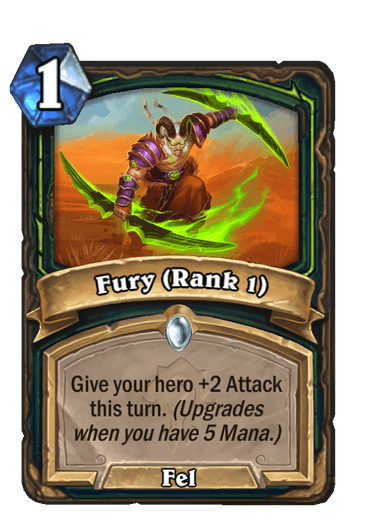 1
Fury (Rank 1)
Give your hero +2 Attack
this turn. (Upgrades
when you have 5 Mana.)
Fel